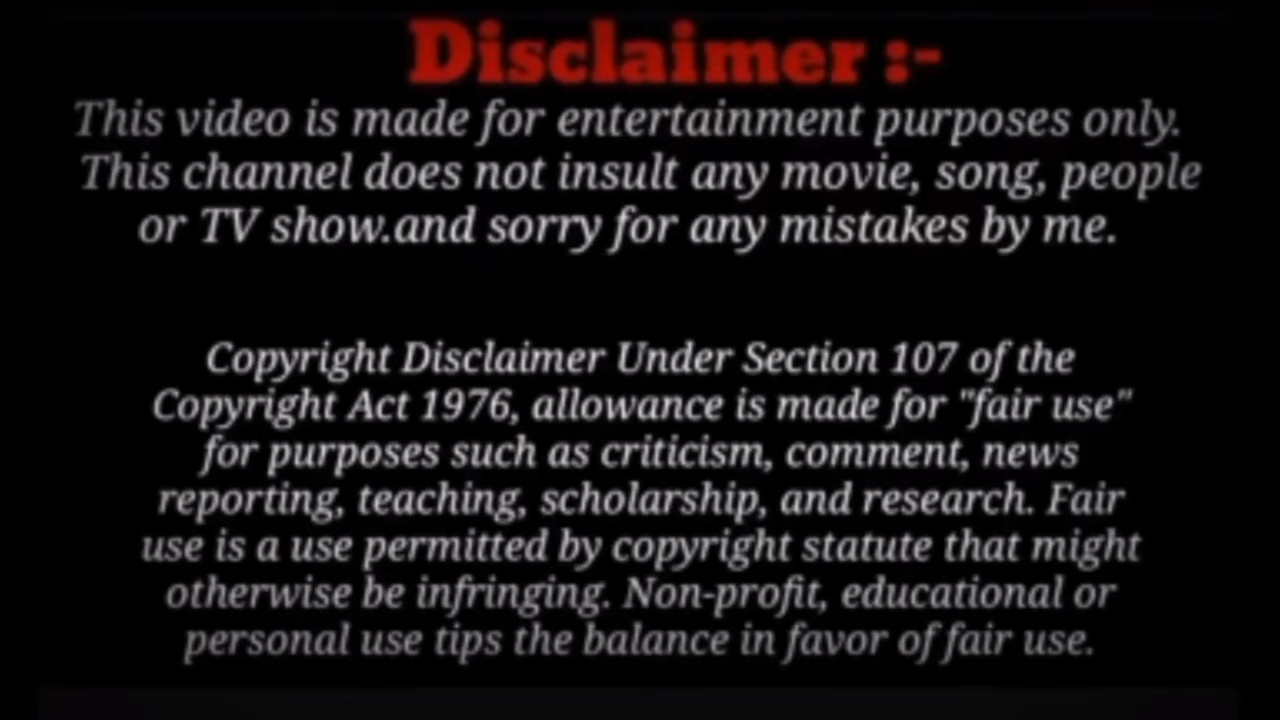 Disclaimer :-
This video is made for entertainment purposes only.
This channel does not insult any movie, song, people
or TV show.and sorry for any mistakes by me.
Copyright Disclaimer Under Section 107 of the
Copyright Act 1976, allowance is made for "fair use"
for purposes such as criticism, comment, news
reporting, teaching, scholarship, and research. Fair
use is a use permitted by copyright statute that might
otherwise be infringing. Non-profit, educational or
personal use tips the balance in favor of fair use.